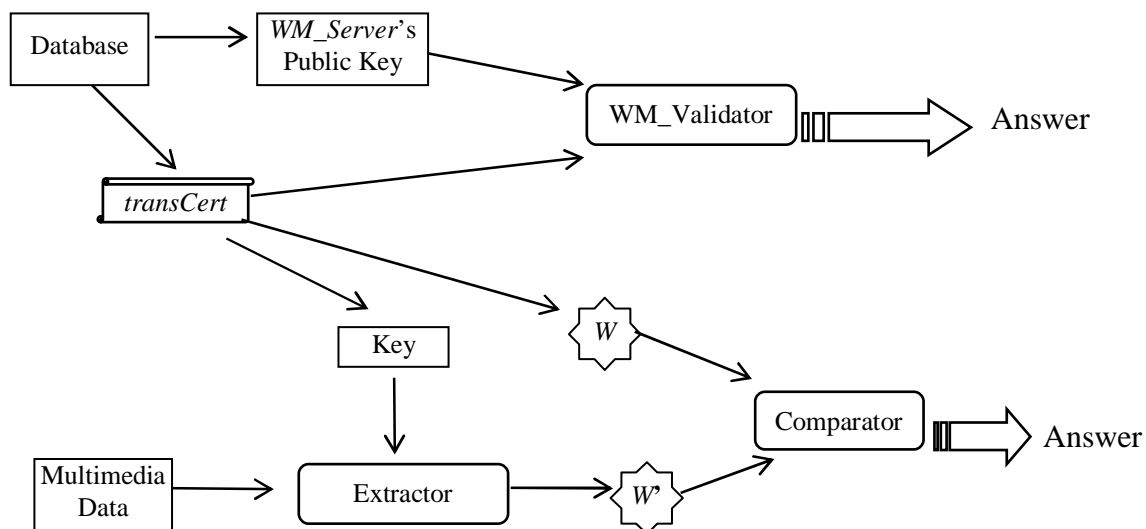 Database
WM_Server's
Public Key
WM_Validator
Answer
transCert
Key
W
Comparator
Answer
Multimedia
Data
Extractor
W'